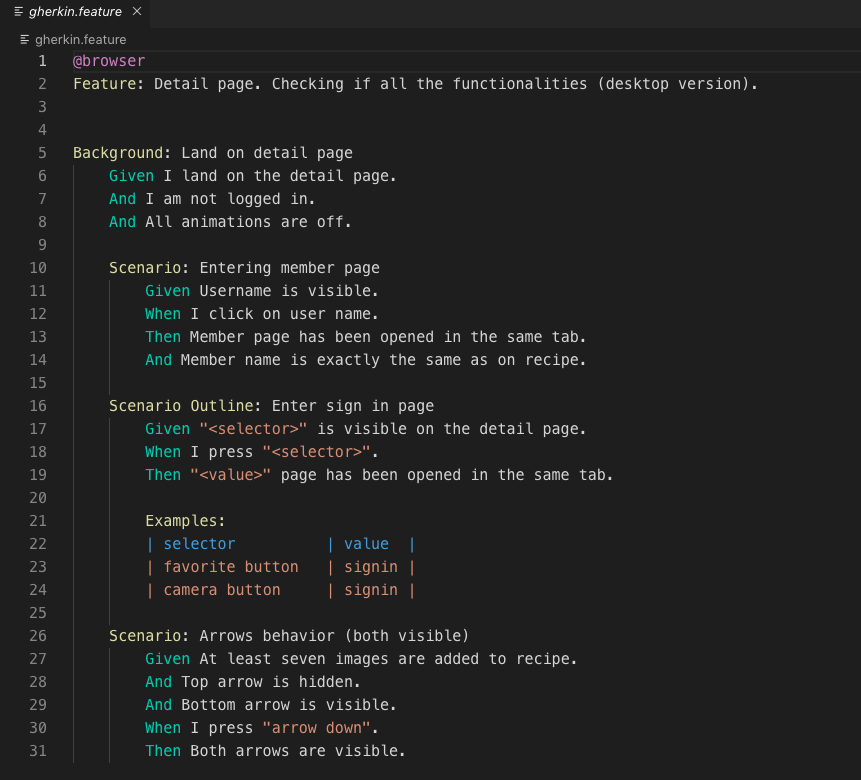 gherkin.feature
gherkin.feature
1 @browser
2 Feature: Detail page. Checking if all the functionalities (desktop version).
3
4
5 Background: Land on detail page
6     Given I land on the detail page.
7     And I am not logged in.
8     And All animations are off.
9
10     Scenario: Entering member page
11         Given Username is visible.
12         When I click on user name.
13         Then Member page has been opened in the same tab.
14         And Member name is exactly the same as on recipe.
15
16     Scenario Outline: Enter sign in page
17         Given "<selector>" is visible on the detail page.
18         When I press "<selector>".
19         Then "<value>" page has been opened in the same tab.
20
21         Examples:
22         | selector          | value  |
23         | favorite button   | signin |
24         | camera button     | signin |
25
26     Scenario: Arrows behavior (both visible)
27         Given At least seven images are added to recipe.
28         And Top arrow is hidden.
29         And Bottom arrow is visible.
30         When I press "arrow down".
31         Then Both arrows are visible.